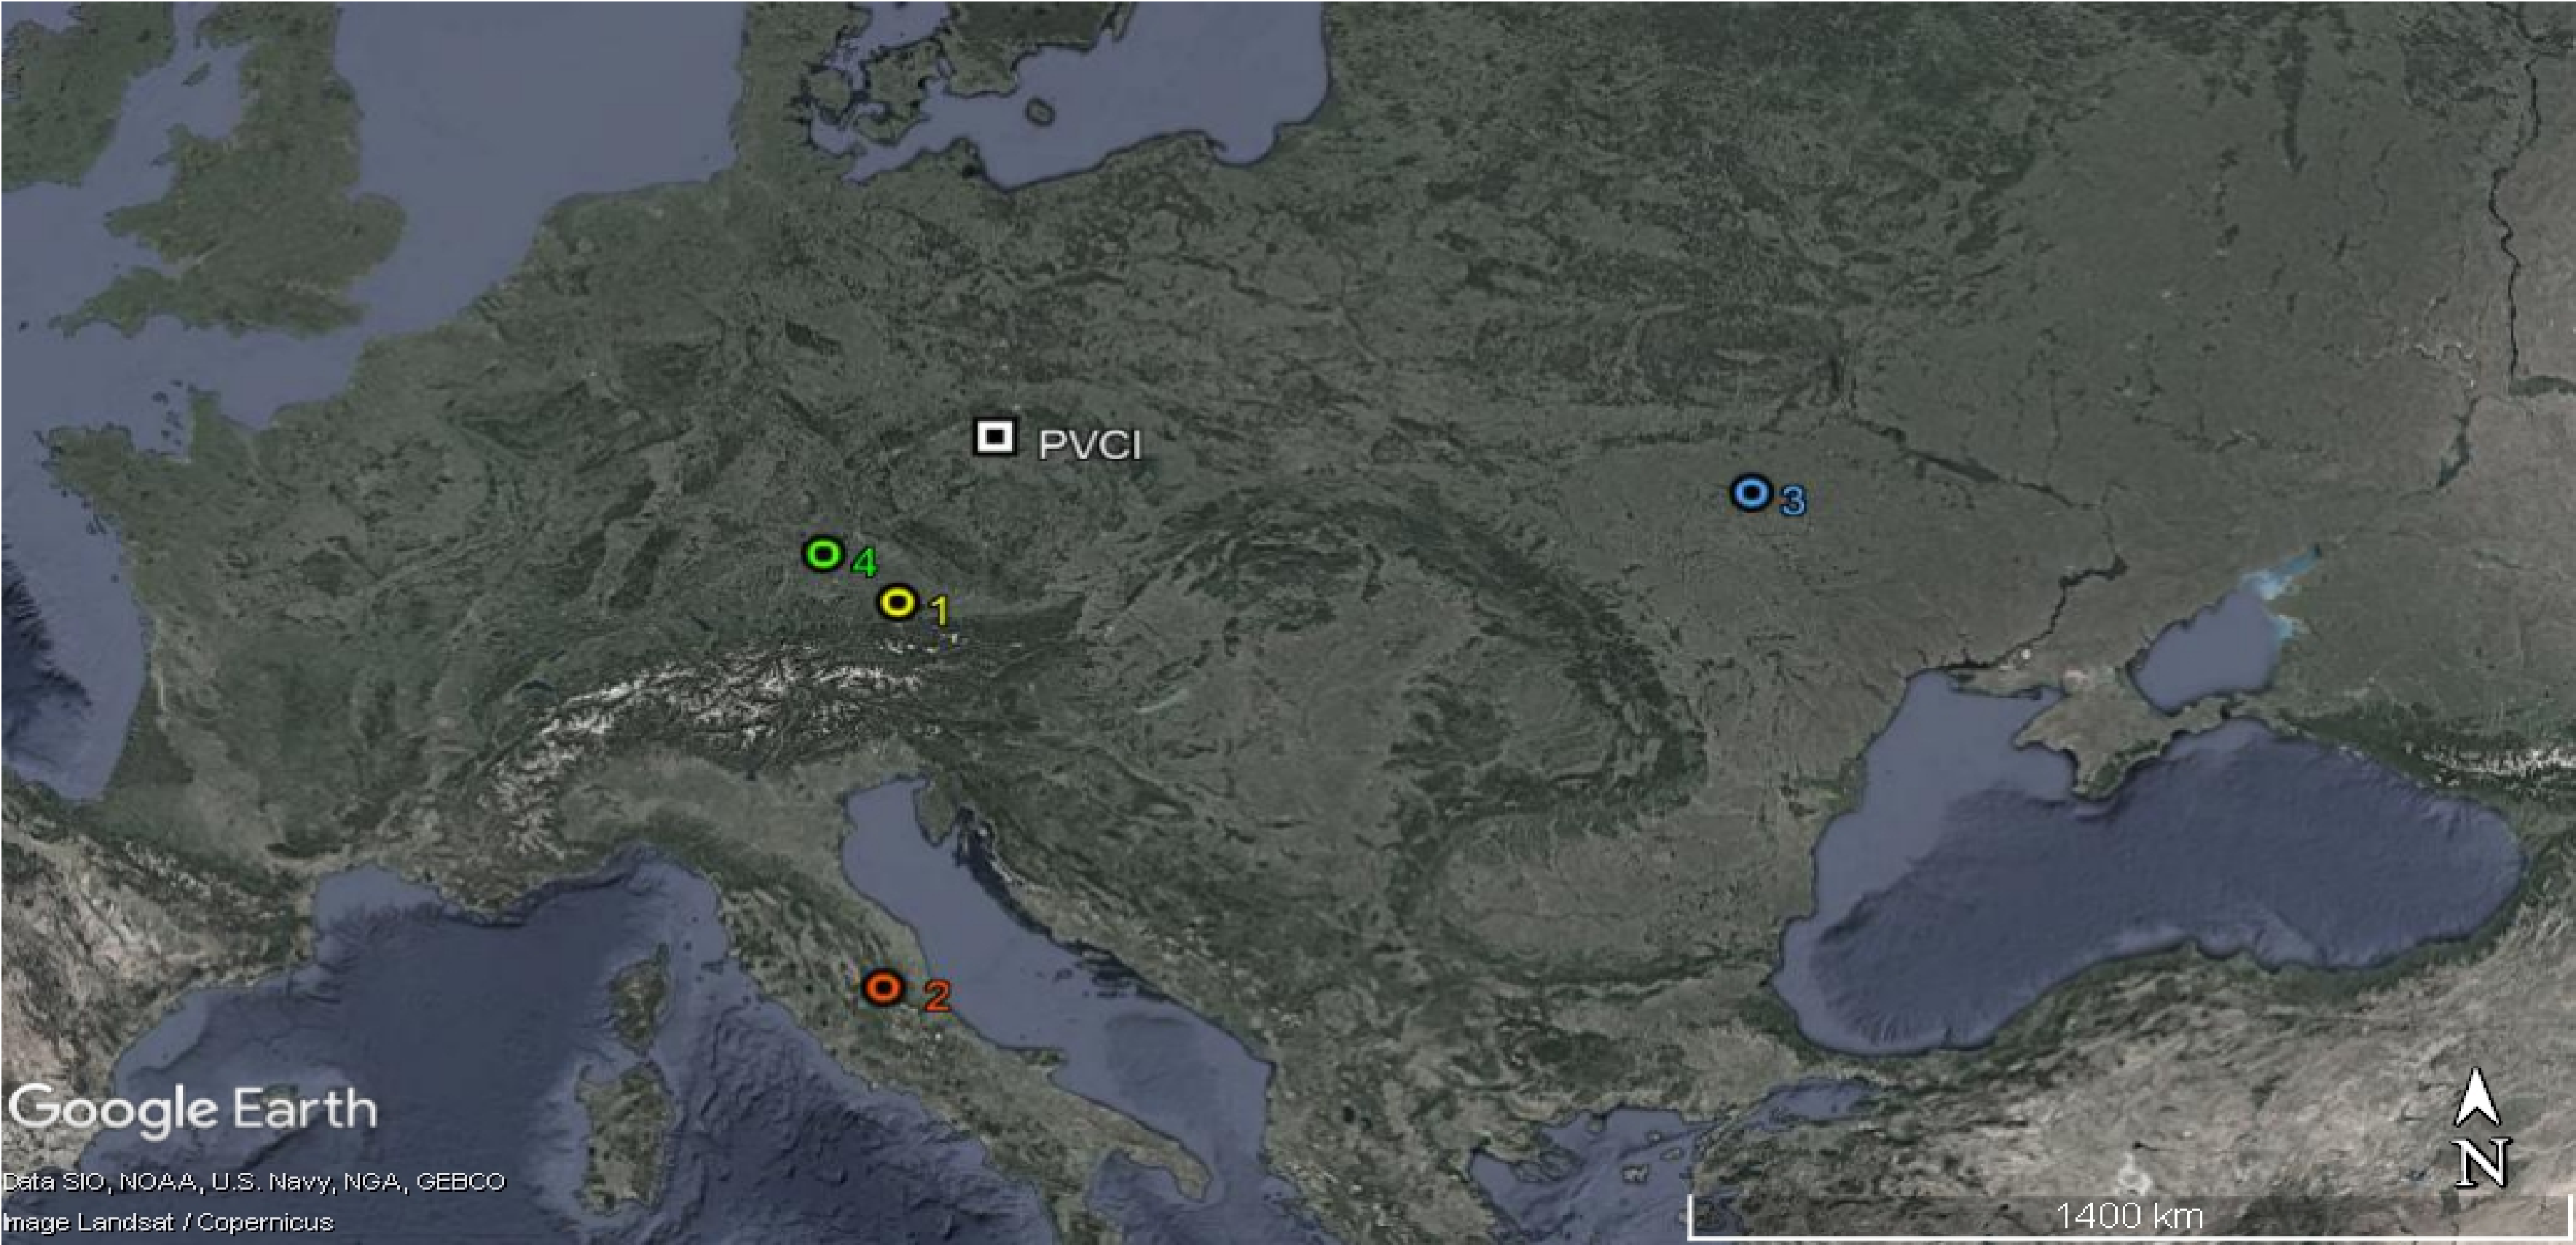 PVCI
3
4
1
2
Google Earth
N
Data SIO, NOAA, U.S. Navy, NGA, GEBCO
Image Landsat / Copernicus
1400 km